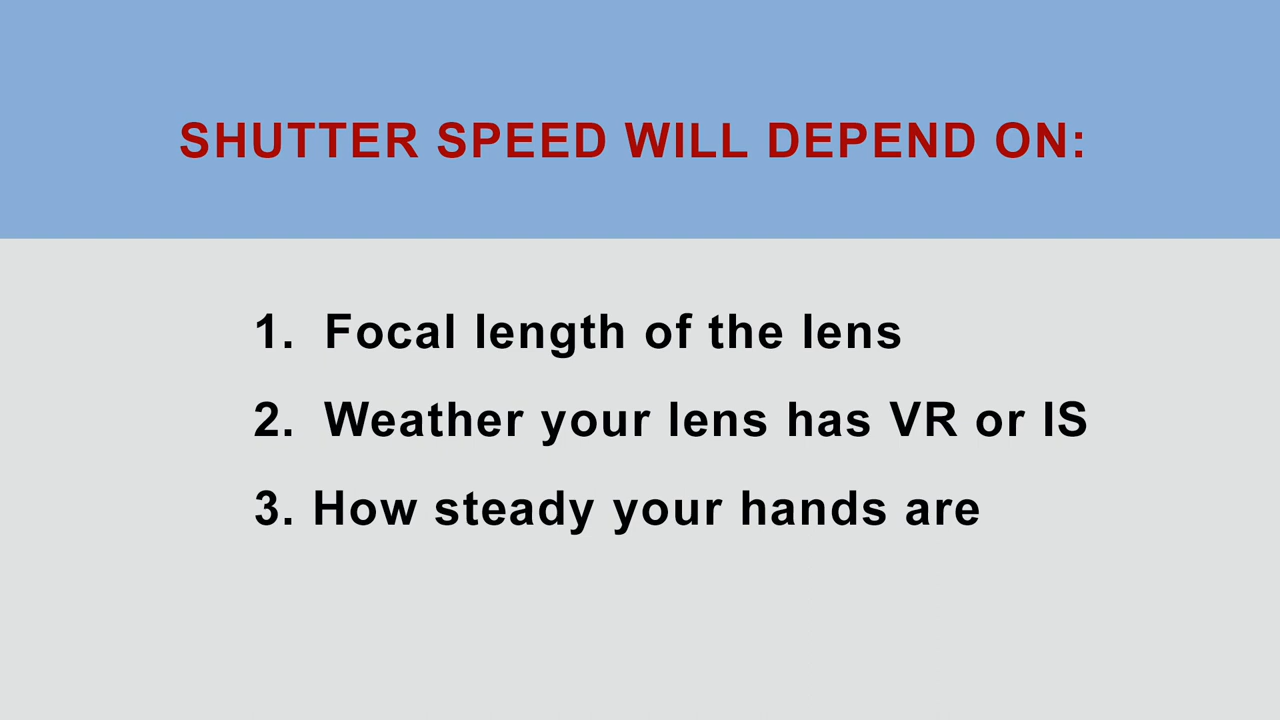 SHUTTER SPEED WILL DEPEND ON:
1. Focal length of the lens
2. Weather your lens has VR or IS
3. How steady your hands are